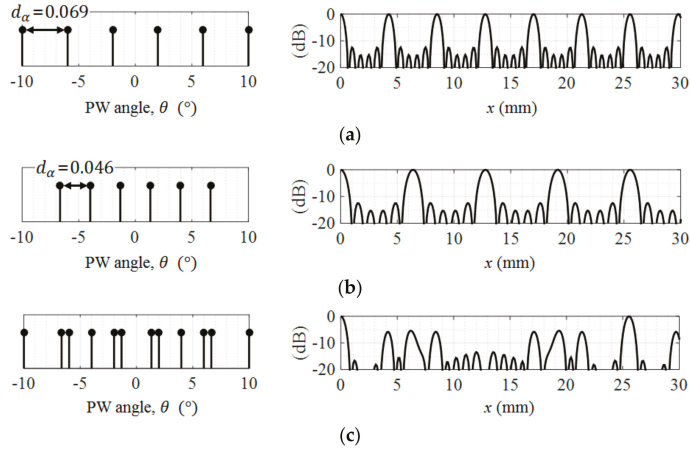 dα=0.069
-10 -5 0 5 10
PW angle, θ (°)
0
-10
-20
(dB)
0 5 10 15 20 25 30
x (mm)
(a)
dα=0.046
-10 -5 0 5 10
PW angle, θ (°)
0
-10
-20
(dB)
0 5 10 15 20 25 30
x (mm)
(b)
-10 -5 0 5 10
PW angle, θ (°)
0
-10
-20
(dB)
0 5 10 15 20 25 30
x (mm)
(c)